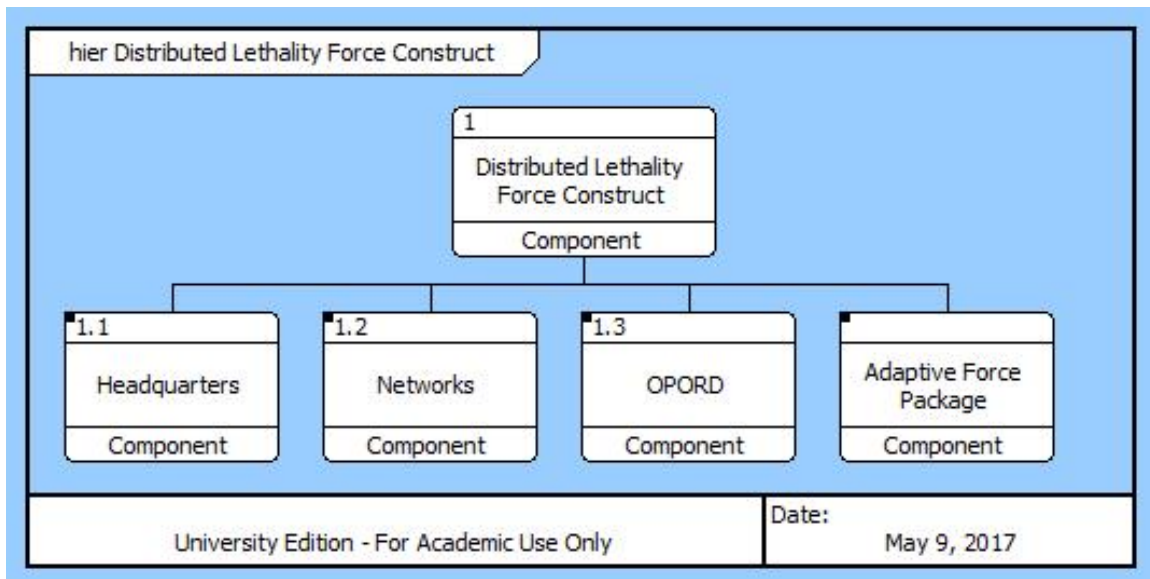 hier Distributed Lethality Force Construct
1
Distributed Lethality
Force Construct
Component
1.1
Headquarters
Component
1.2
Networks
Component
1.3
OPORD
Component
Adaptive Force
Package
Component
University Edition - For Academic Use Only
Date:
May 9, 2017